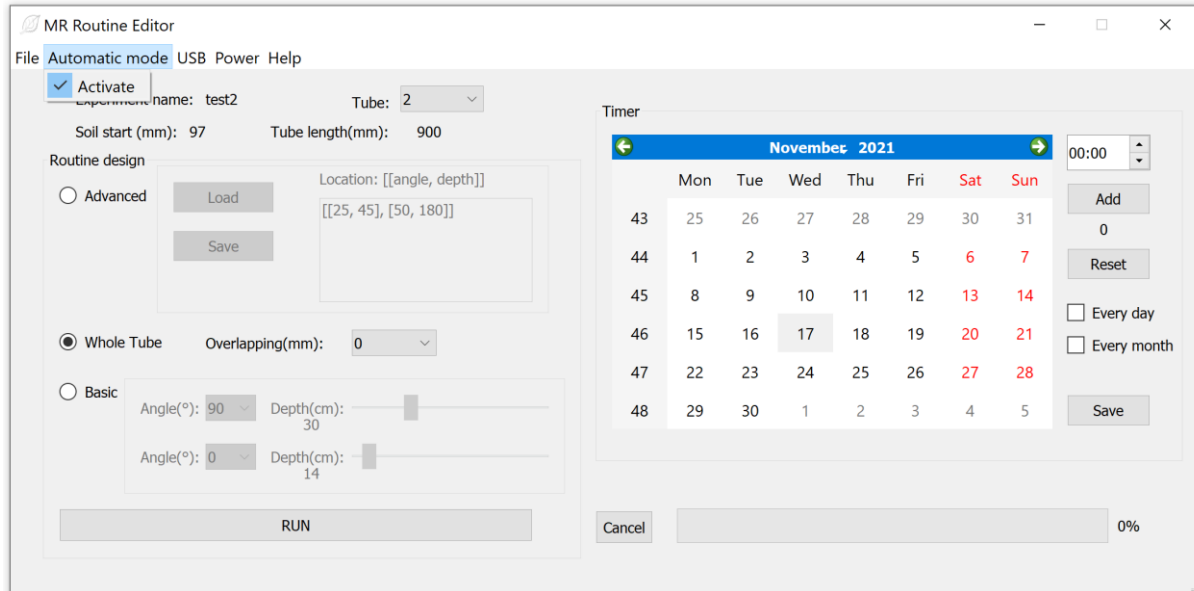 MR Routine Editor
File Automatic mode USB Power Help
Activate
name: test2 Tube: 2
Soil start (mm): 97 Tube length(mm): 900
Routine design
Advanced
Load
Save
Location: [[angle, depth]]
[[25, 45], [50, 180]]
Whole Tube Overlapping(mm): 0
Basic
Angle(°): 90 Depth(cm):
30
Angle(°): 0 Depth(cm):
14
RUN
Timer
November 2021
Mon Tue Wed Thu Fri Sat Sun
43 25 26 27 28 29 30 31
44 1 2 3 4 5 6 7
45 8 9 10 11 12 13 14
46 15 16 17 18 19 20 21
47 22 23 24 25 26 27 28
48 29 30 1 2 3 4 5
00:00
Add
0
Reset
Every day
Every month
Save
Cancel
0%